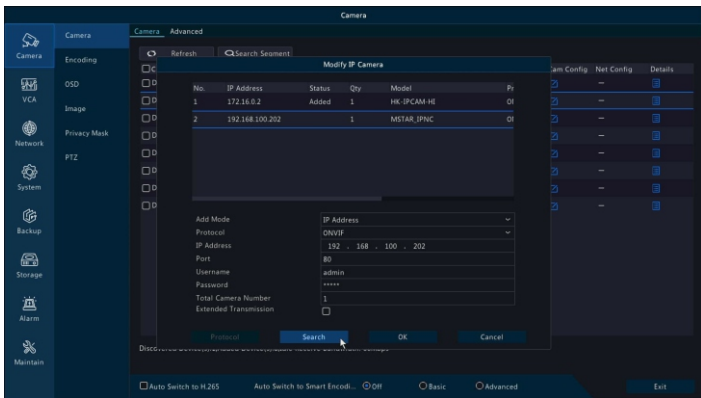 Camera
Camera Advanced
Camera
Encoding
OSD
Image
Privacy Mask
PTZ
Camera
VCA
Network
System
Backup
Storage
Alarm
Maintain
Refresh Search Segment
Cam Config Net Config Details
Modify IP Camera
No. IP Address Status Qty Model
1 172.16.0.2 Added 1 HK-IPCAM-HI
2 192.168.100.202 1 MSTAR_IPNC
Add Mode IP Address
Protocol ONVIF
IP Address 192 . 168 . 100 . 202
Port 80
Username admin
Password *****
Total Camera Number 1
Extended Transmission
Protocol Search OK Cancel
Auto Switch to H.265 Auto Switch to Smart Encodi... Off Basic Advanced Exit